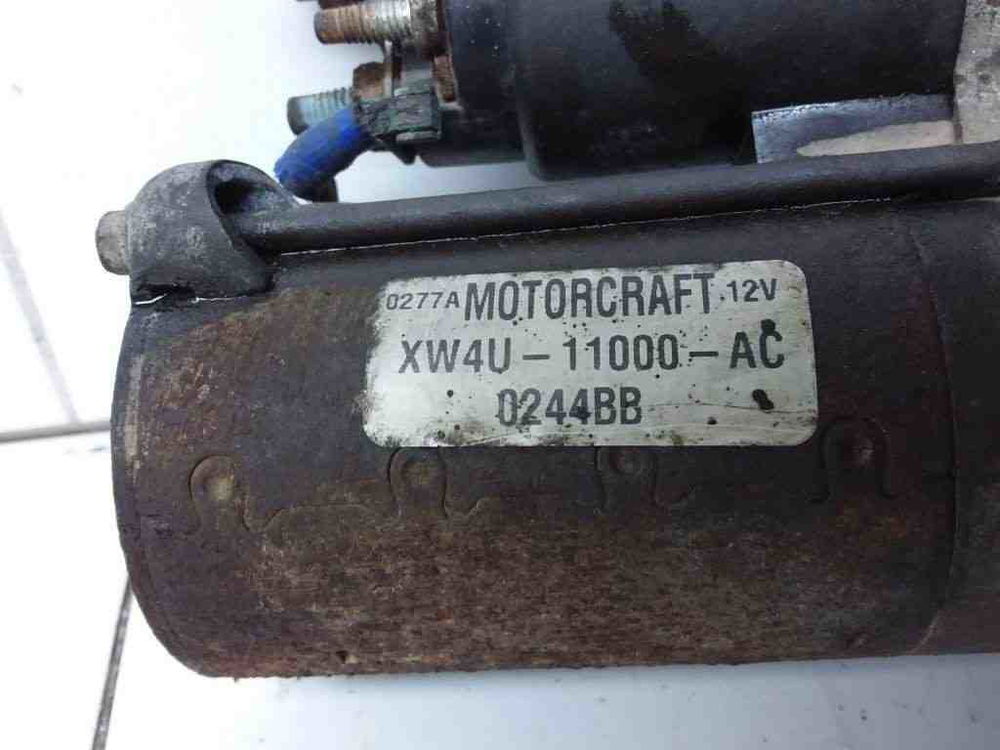 0277A MOTORCRAFT 12V
XW4U-11000-AC
0244BB